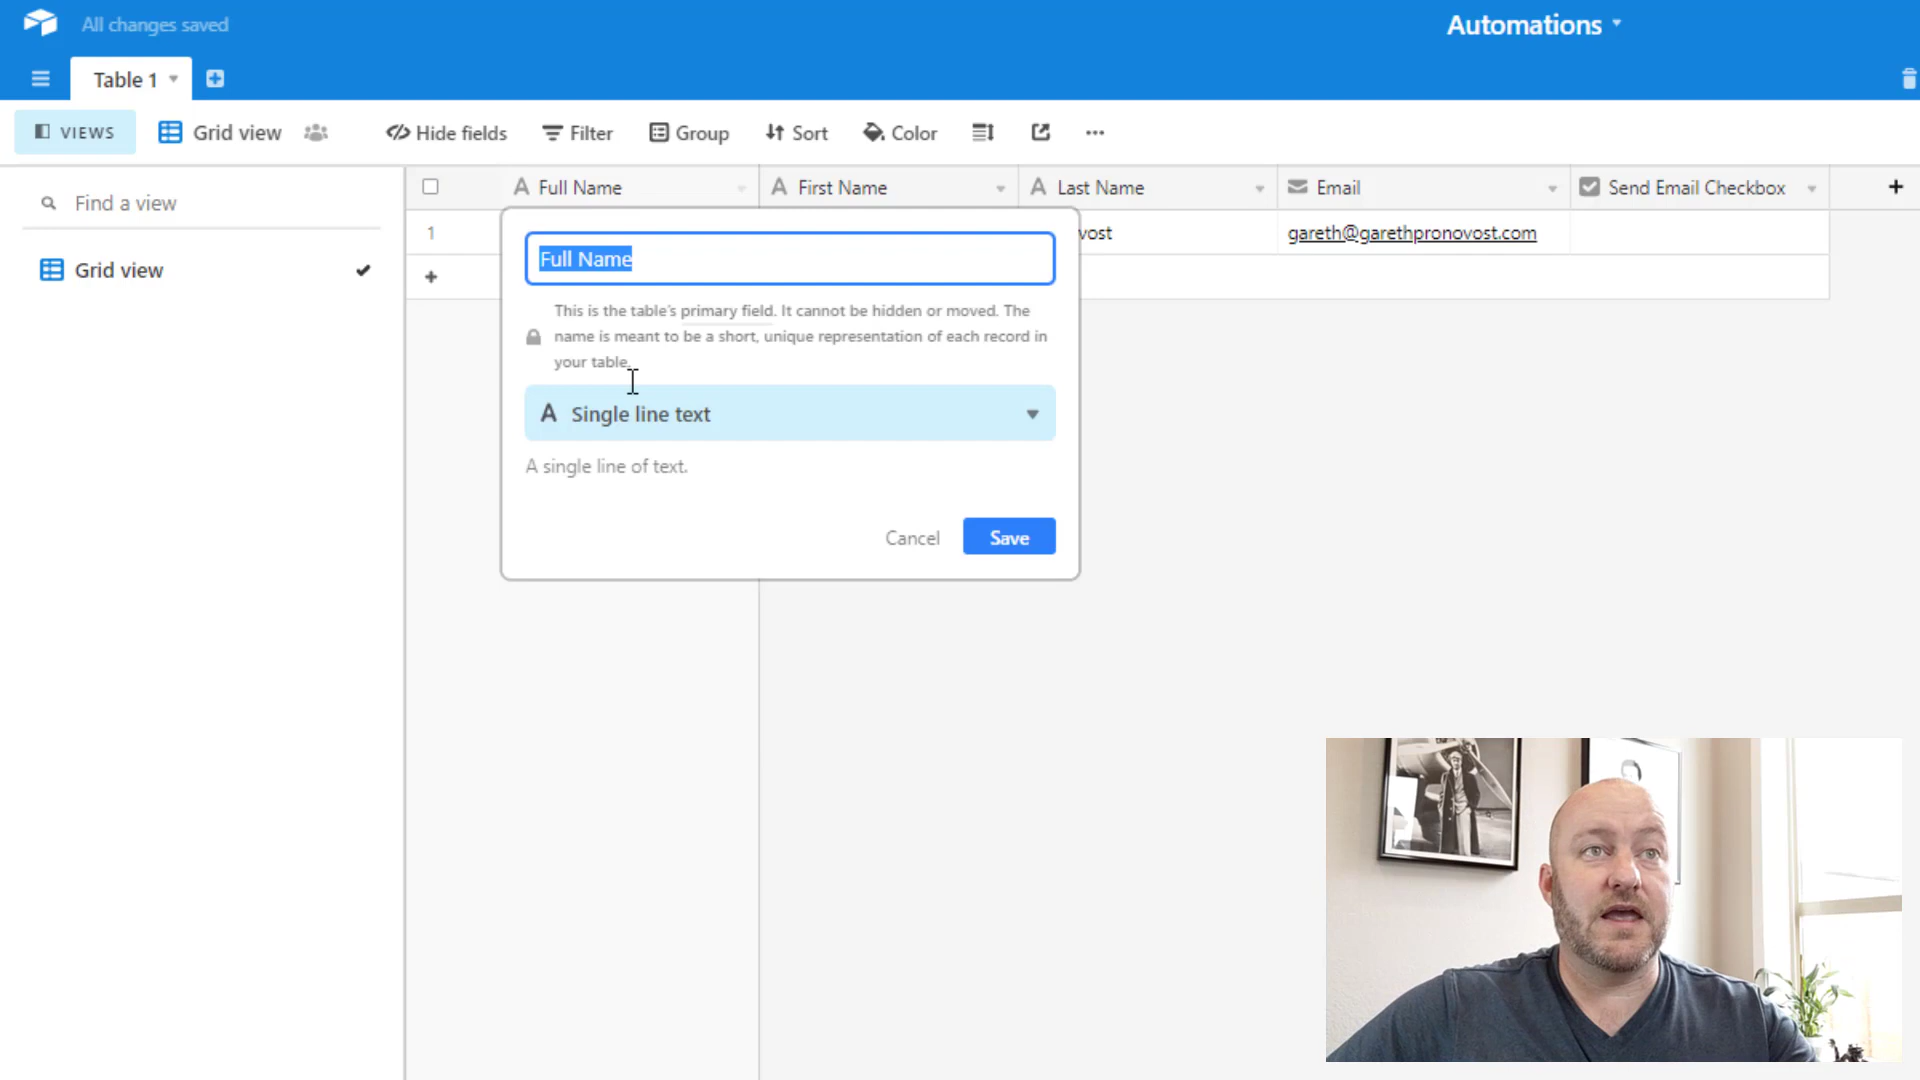 All changes saved
Automations
Table 1
VIEWS
Grid view
Hide fields
Filter
Group
Sort
Color
Find a view
Full Name
First Name
Last Name
Email
Send Email Checkbox
1
vost
gareth@garethpronovost.com
Grid view
Full Name
This is the table's primary field. It cannot be hidden or moved. The
name is meant to be a short, unique representation of each record in
your table.
Single line text
A single line of text.
Cancel
Save